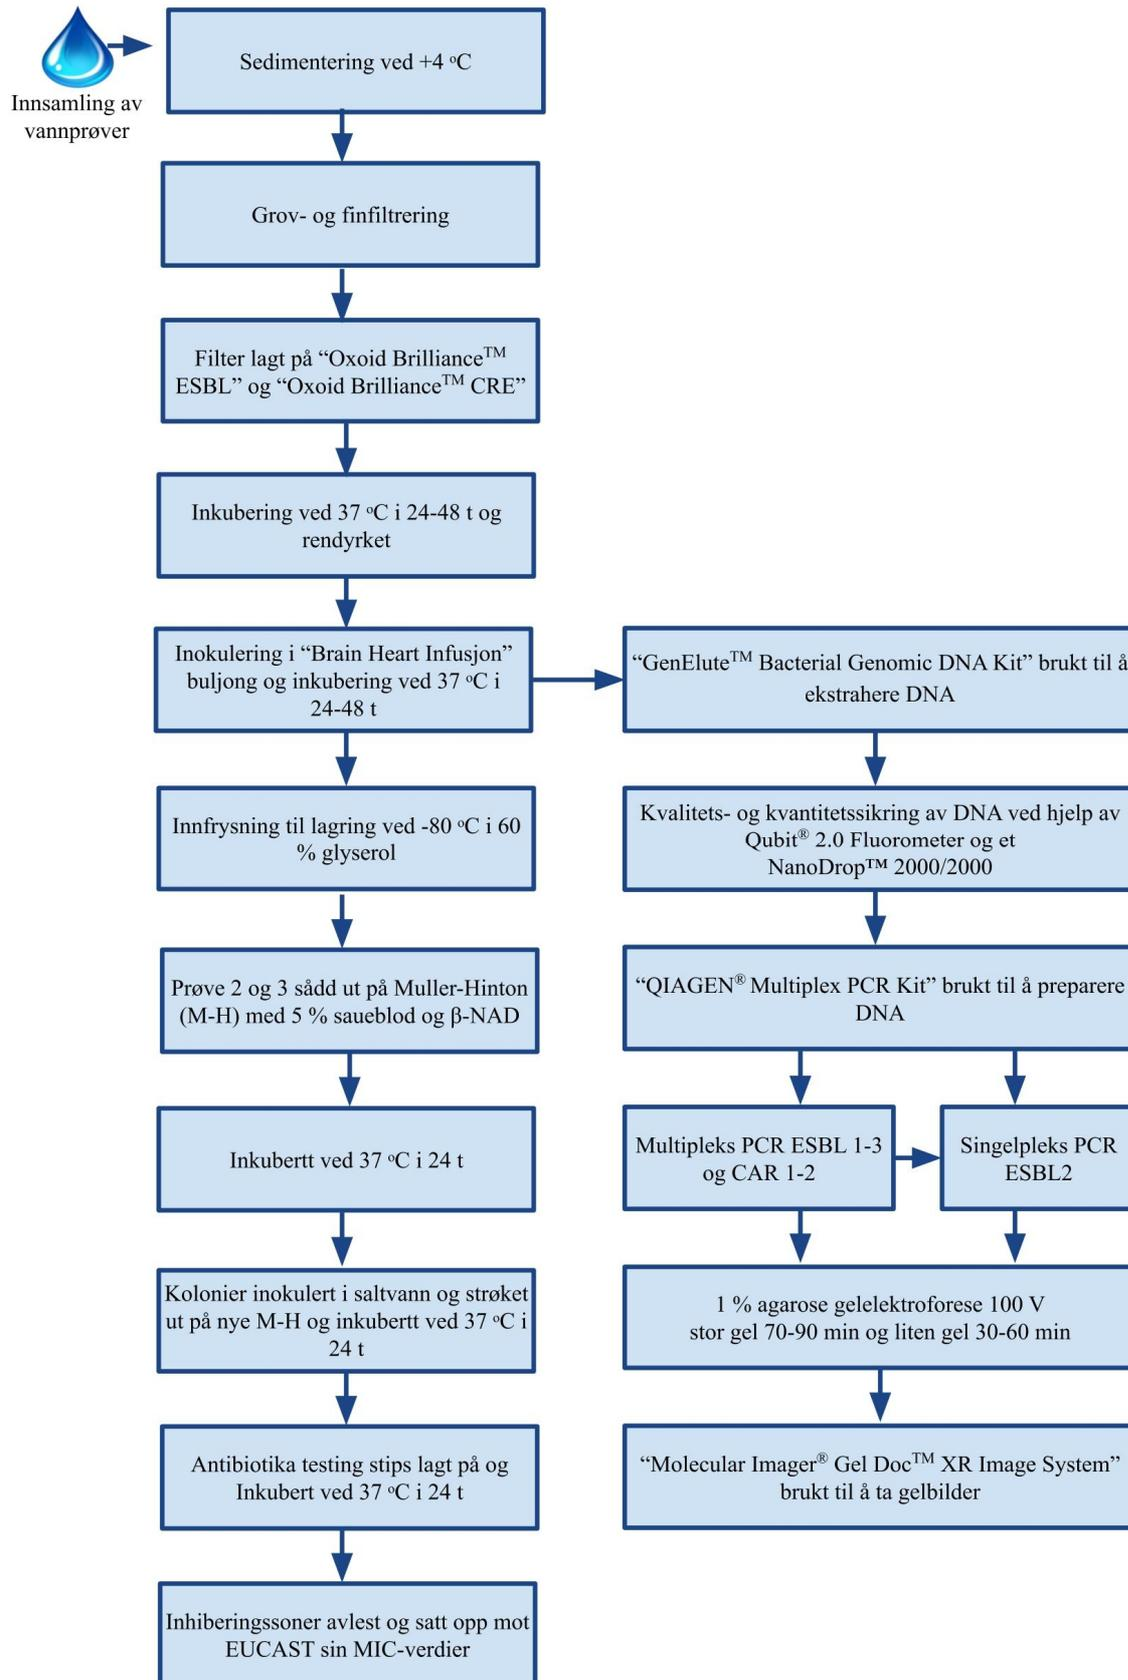 Innsamling av
vannprøver
Sedimentering ved +4 ºC
Grov- og finfiltrering
Filter lagt på “Oxoid Brilliance™
ESBL” og “Oxoid Brilliance™ CRE”
Inkubering ved 37 ºC i 24-48 t og
rendyrket
Inokulering i “Brain Heart Infusjon”
buljong og inkubering ved 37 ºC i
24-48 t
Innfrysning til lagring ved -80 ºC i 60
% glyserol
Prøve 2 og 3 sådd ut på Muller-Hinton
(M-H) med 5 % saueblod og β-NAD
Inkubertt ved 37 ºC i 24 t
Kolonier inokulert i saltvann og strøket
ut på nye M-H og inkubertt ved 37 ºC i
24 t
Antibiotika testing stips lagt på og
Inkubert ved 37 ºC i 24 t
Inhiberingssoner avlest og satt opp mot
EUCAST sin MIC-verdier
“GenElute™ Bacterial Genomic DNA Kit” brukt til å
ekstrahere DNA
Kvalitets- og kvantitetssikring av DNA ved hjelp av
Qubit® 2.0 Fluorometer og et
NanoDrop™ 2000/2000
“QIAGEN® Multiplex PCR Kit” brukt til å preparere
DNA
Multipleks PCR ESBL 1-3
og CAR 1-2
Singelpleks PCR
ESBL2
1 % agarose gelelektroforese 100 V
stor gel 70-90 min og liten gel 30-60 min
“Molecular Imager® Gel Doc™ XR Image System”
brukt til å ta gelbilder